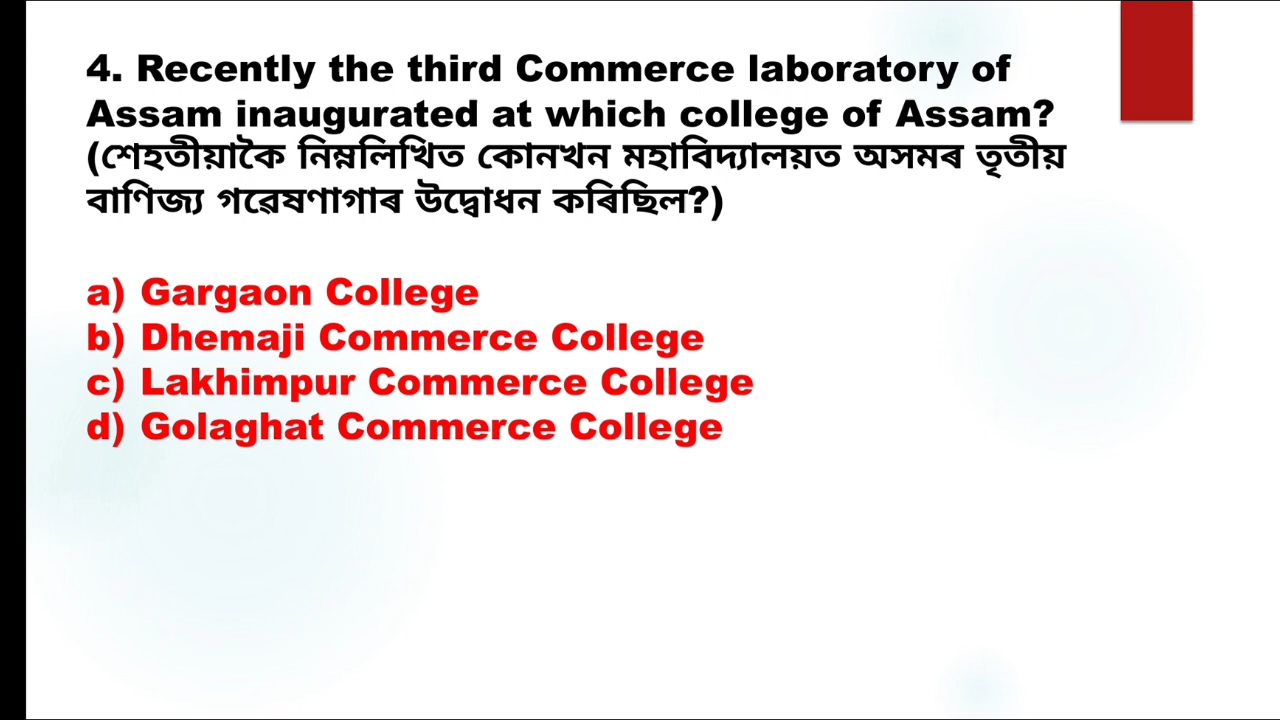 4. Recently the third Commerce laboratory of
Assam inaugurated at which college of Assam?
(শেহতীয়াকৈ নিম্নলিখিত কোনখন মহাবিদ্যালয়ত অসমৰ তৃতীয়
বাণিজ্য গৱেষণাগাৰ উদ্বোধন কৰিছিল?)
a) Gargaon College
b) Dhemaji Commerce College
c) Lakhimpur Commerce College
d) Golaghat Commerce College